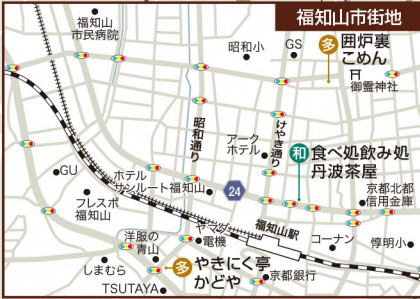 福知山市街地
福知山
市民病院
昭和小
GS
多
囲炉裏
こめん
御霊神社
昭和通り
けやき通り
アーク
ホテル
和
食べ処飲み処
丹波茶屋
GU
ホテル
サンルート福知山
24
京都北都
信用金庫
フレスポ
福知山
福知山駅
ヤマダ
電機
洋服の
青山
コーナン
惇明小
しまむら
多
やきにく亭
かどや
京都銀行
TSUTAYA